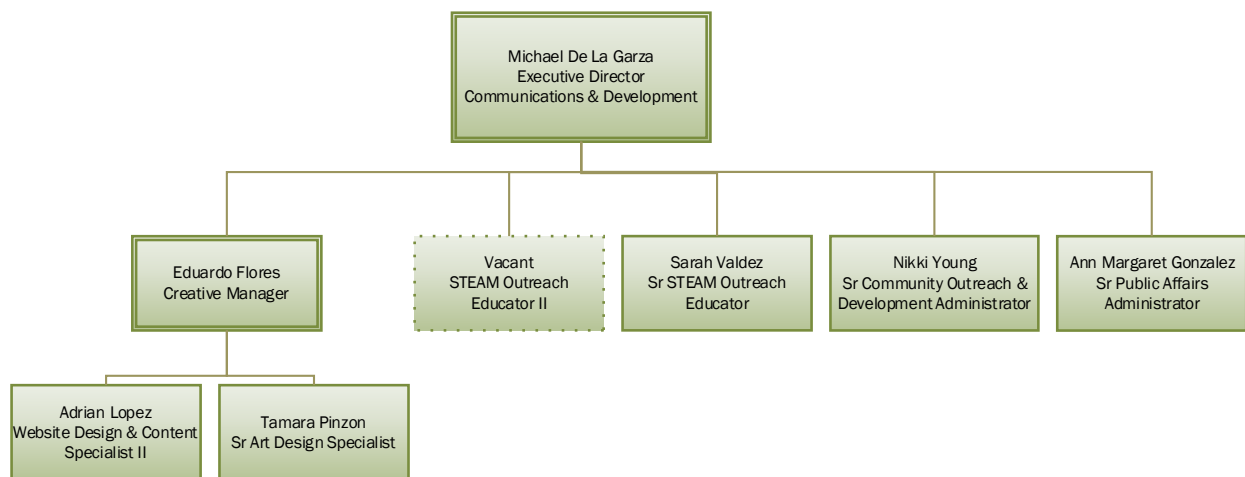 Michael De La Garza
Executive Director
Communications & Development
Eduardo Flores
Creative Manager
Vacant
STEAM Outreach
Educator II
Sarah Valdez
Sr STEAM Outreach
Educator
Nikki Young
Sr Community Outreach &
Development Administrator
Ann Margaret Gonzalez
Sr Public Affairs
Administrator
Adrian Lopez
Website Design & Content
Specialist II
Tamara Pinzon
Sr Art Design Specialist